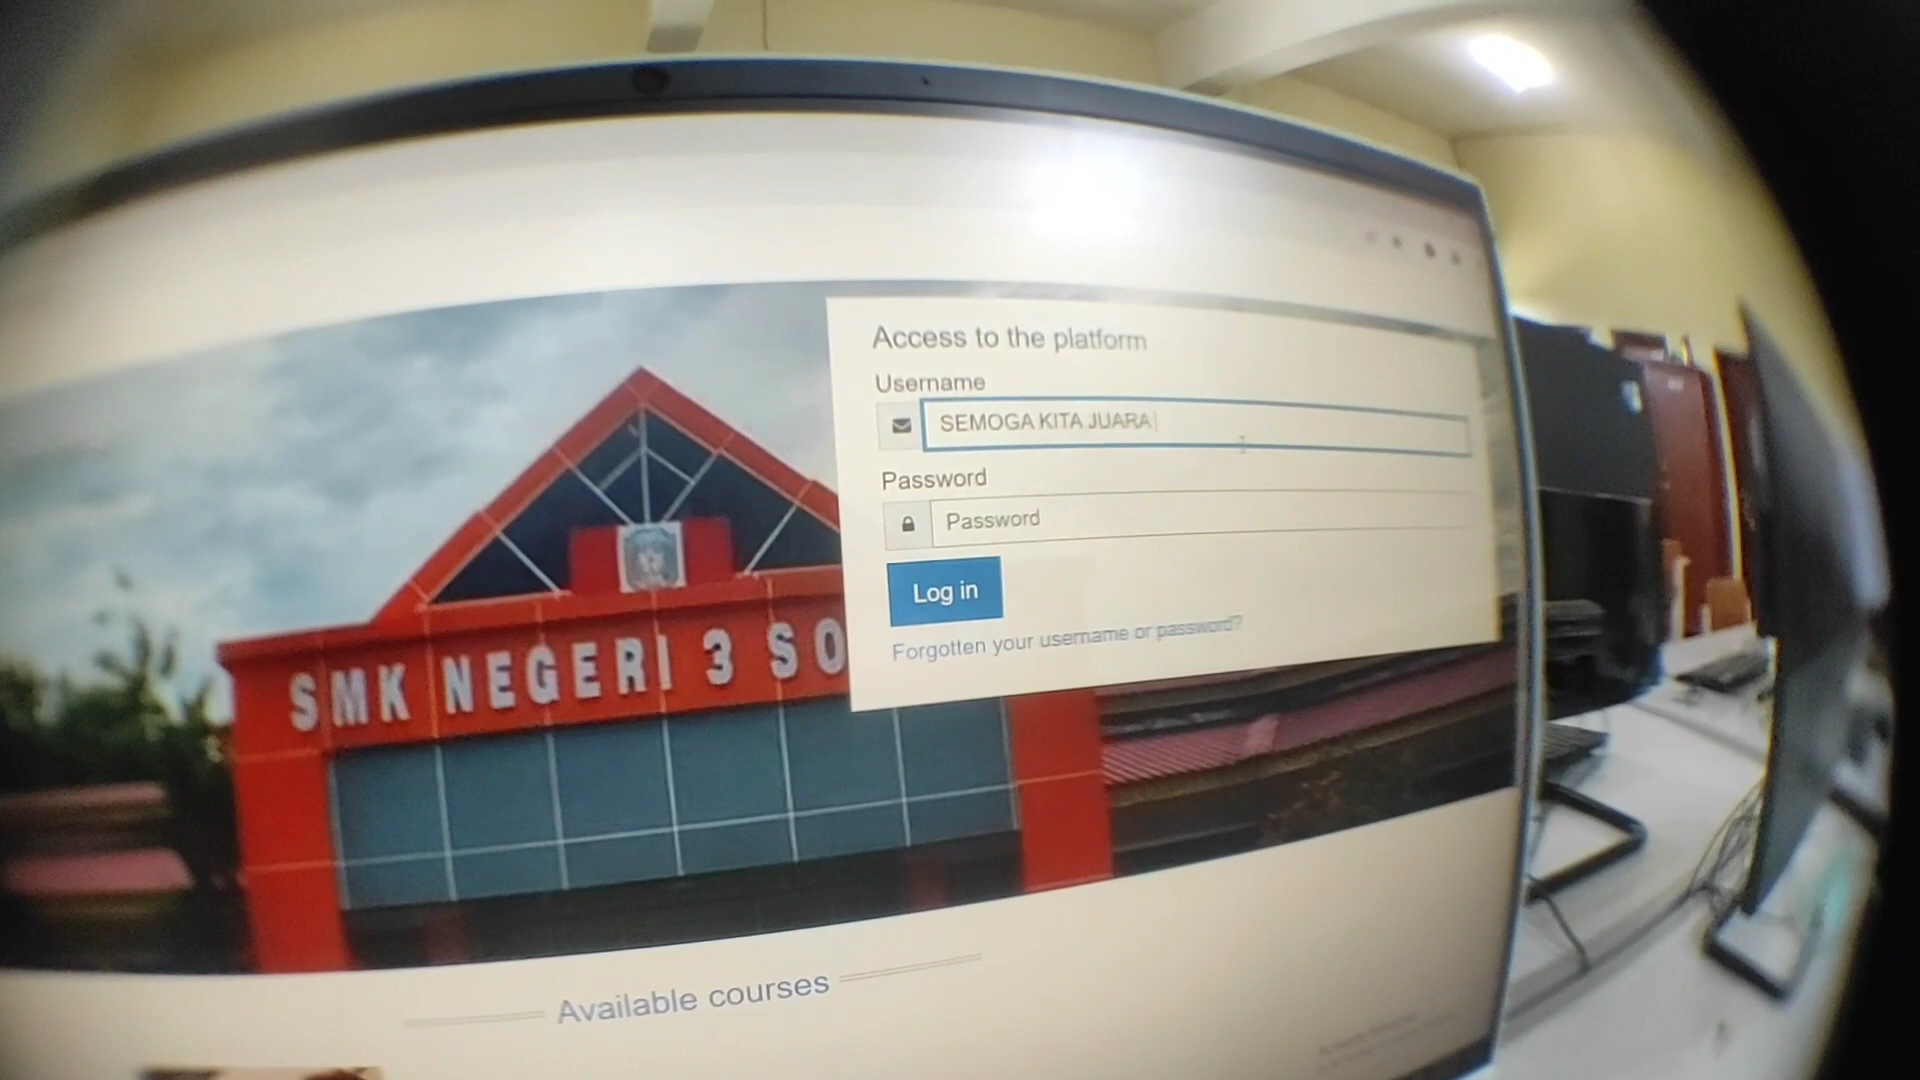 Access to the platform
Username
SEMOGA KITA JUARA
Password
Password
Log in
Forgotten your username or password?
SMK NEGERI 3 SO
Available courses